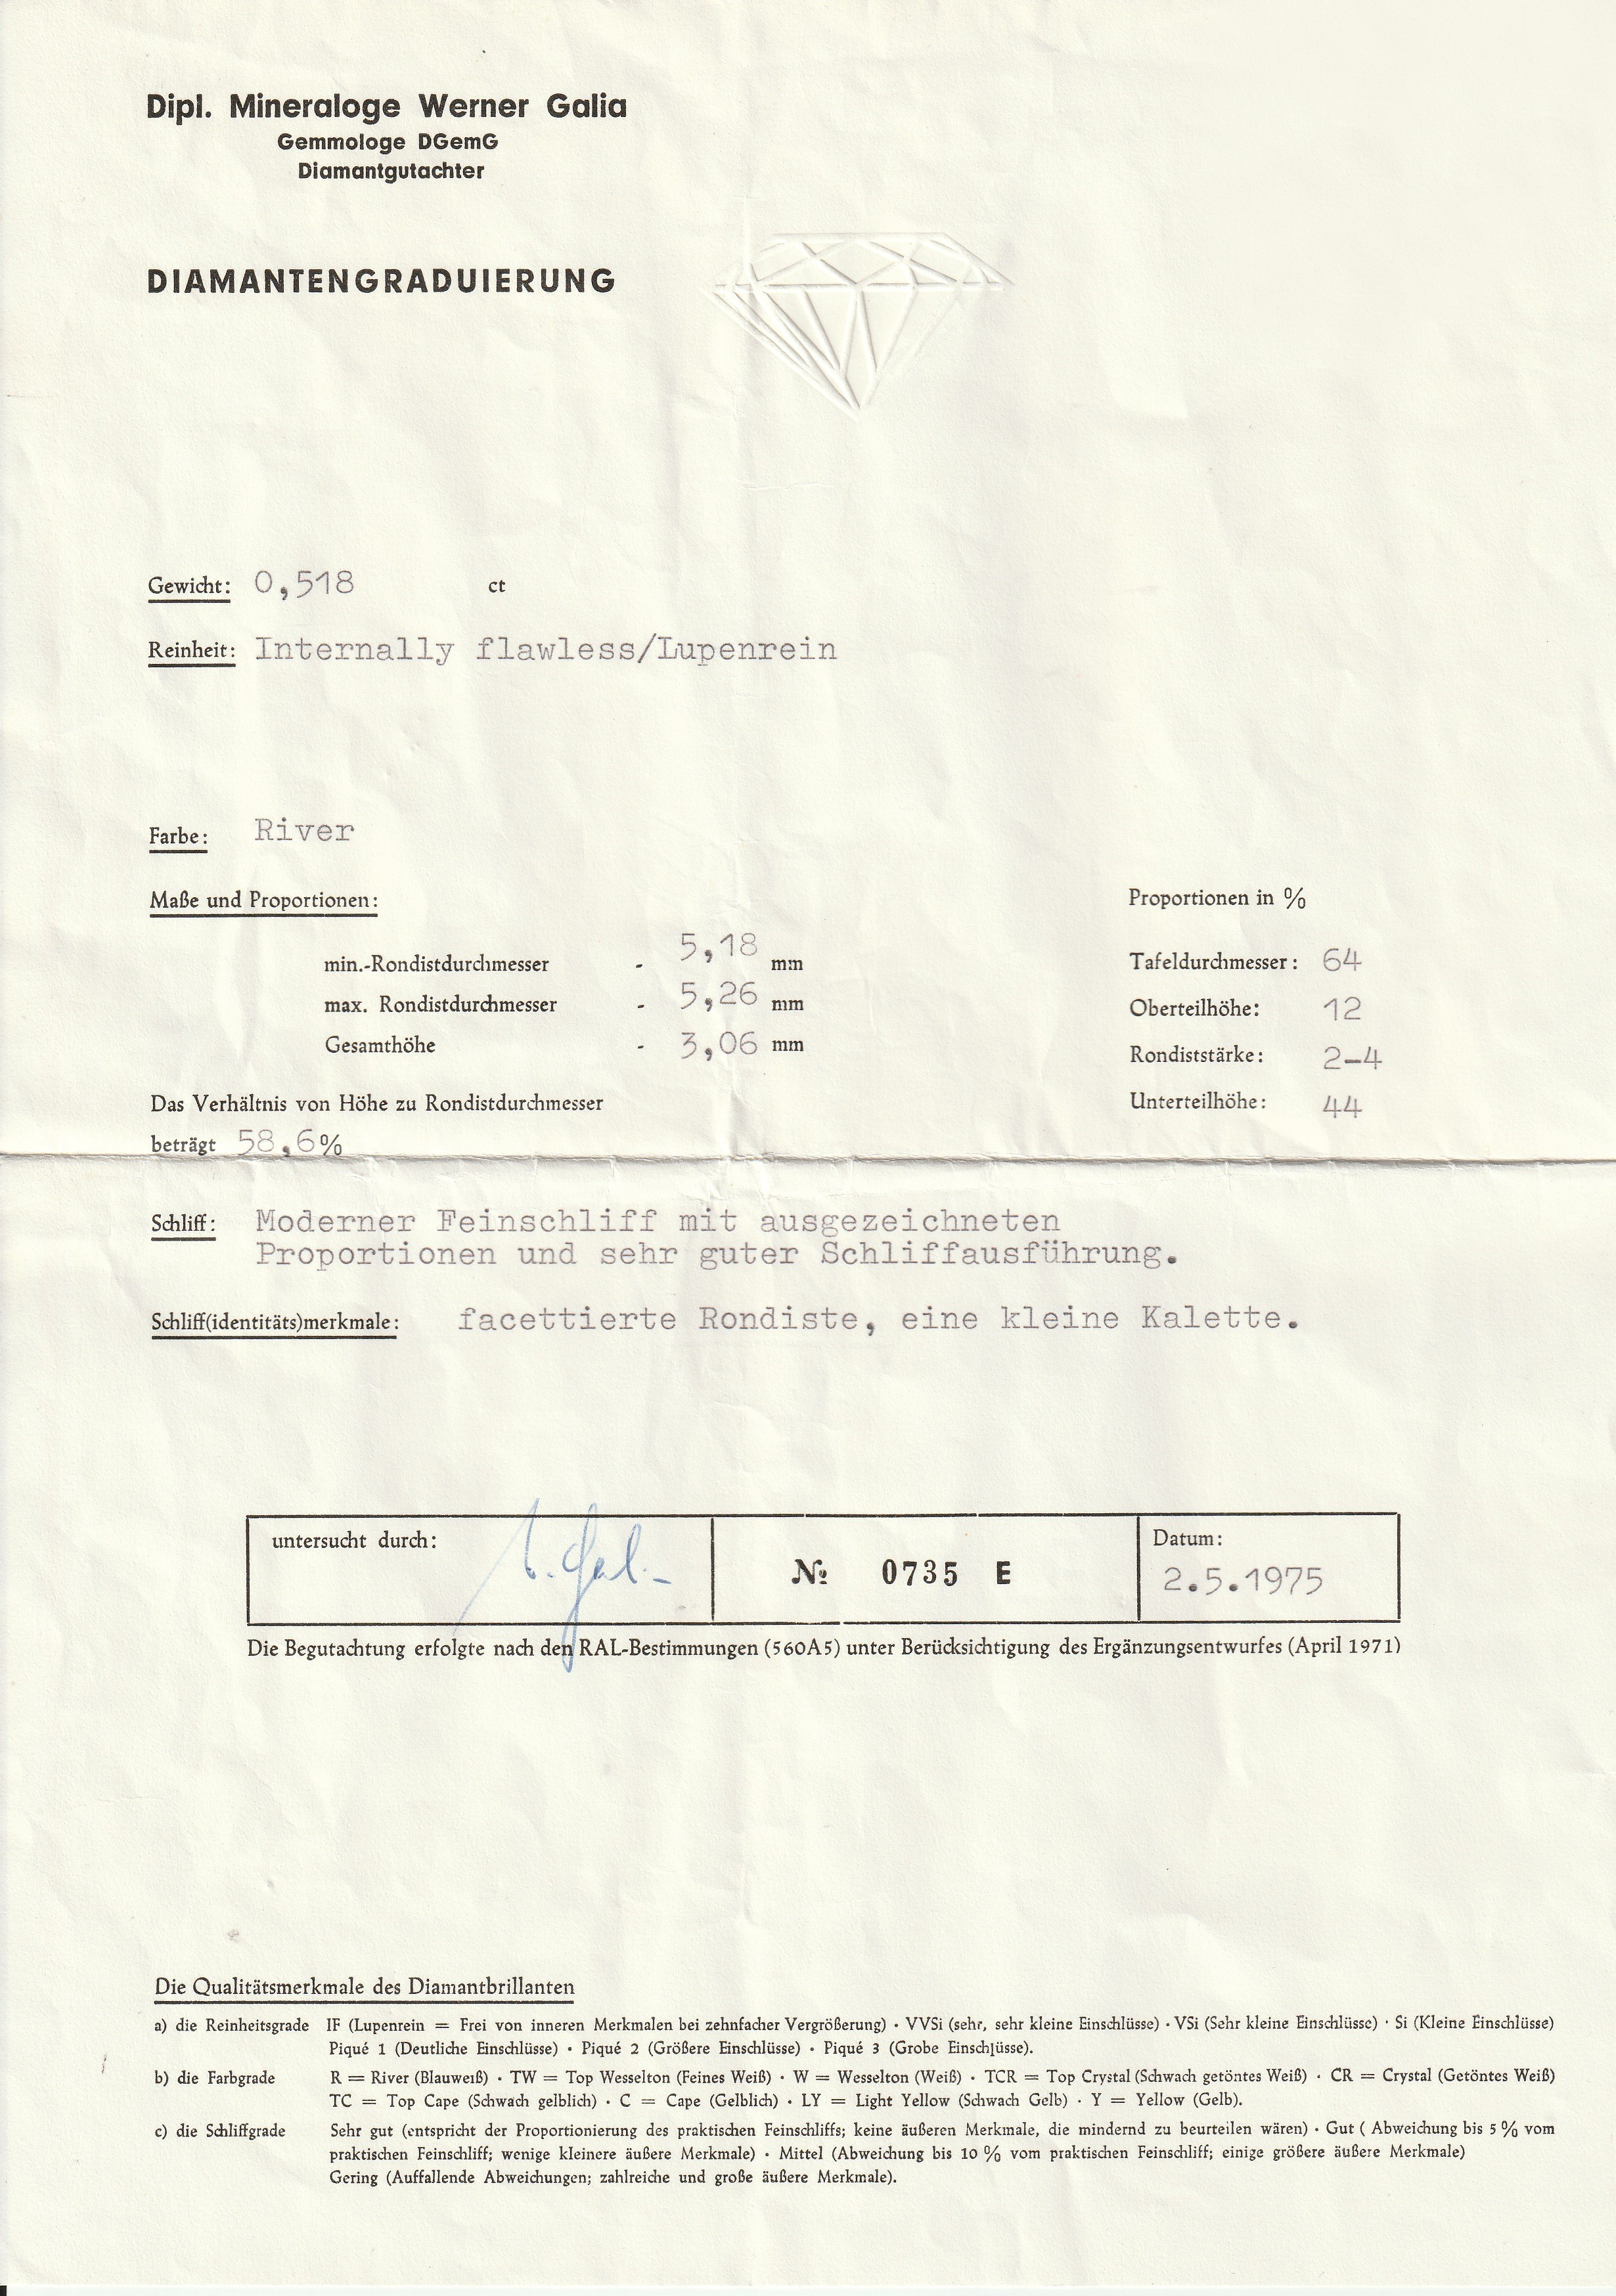 Dipl. Mineraloge Werner Galia
Gemmologe DGemG
Diamantgutachter
DIAMANTENGRADUIERUNG
Gewicht: 0,518 ct
Reinheit: Internally flawless/Lupenrein
Farbe: River
Maße und Proportionen:
min.-Rondistdurchmesser - 5,18 mm
max. Rondistdurchmesser - 5,26 mm
Gesamthöhe - 3,06 mm
Das Verhältnis von Höhe zu Rondistdurchmesser
beträgt 58,6%
Proportionen in %
Tafeldurchmesser: 64
Oberteilhöhe: 12
Rondiststärke: 2-4
Unterteilhöhe: 44
Schliff: Moderner Feinschliff mit ausgezeichneten
Proportionen und sehr guter Schliffausführung.
Schliff(identitäts)merkmale: facettierte Rondiste, eine kleine Kalette.
untersucht durch:
№ 0735 E
Datum:
2.5.1975
Die Begutachtung erfolgte nach den RAL-Bestimmungen (560A5) unter Berücksichtigung des Ergänzungsentwurfes (April 1971)
Die Qualitätsmerkmale des Diamantbrillanten
a) die Reinheitsgrade IF (Lupenrein = Frei von inneren Merkmalen bei zehnfacher Vergrößerung) · VVSi (sehr, sehr kleine Einschlüsse) · VSi (Sehr kleine Einschlüsse) · Si (Kleine Einschlüsse)
Piqué 1 (Deutliche Einschlüsse) · Piqué 2 (Größere Einschlüsse) · Piqué 3 (Grobe Einschlüsse).
b) die Farbgrade R = River (Blauweiß) · TW = Top Wesselton (Feines Weiß) · W = Wesselton (Weiß) · TCR = Top Crystal (Schwach getöntes Weiß) · CR = Crystal (Getöntes Weiß)
TC = Top Cape (Schwach gelblich) · C = Cape (Gelblich) · LY = Light Yellow (Schwach Gelb) · Y = Yellow (Gelb).
c) die Schliffgrade Sehr gut (entspricht der Proportionierung des praktischen Feinschliffs; keine äußeren Merkmale, die mindernd zu beurteilen wären) · Gut ( Abweichung bis 5 % vom
praktischen Feinschliff; wenige kleinere äußere Merkmale) · Mittel (Abweichung bis 10 % vom praktischen Feinschliff; einige größere äußere Merkmale)
Gering (Auffallende Abweichungen; zahlreiche und große äußere Merkmale).